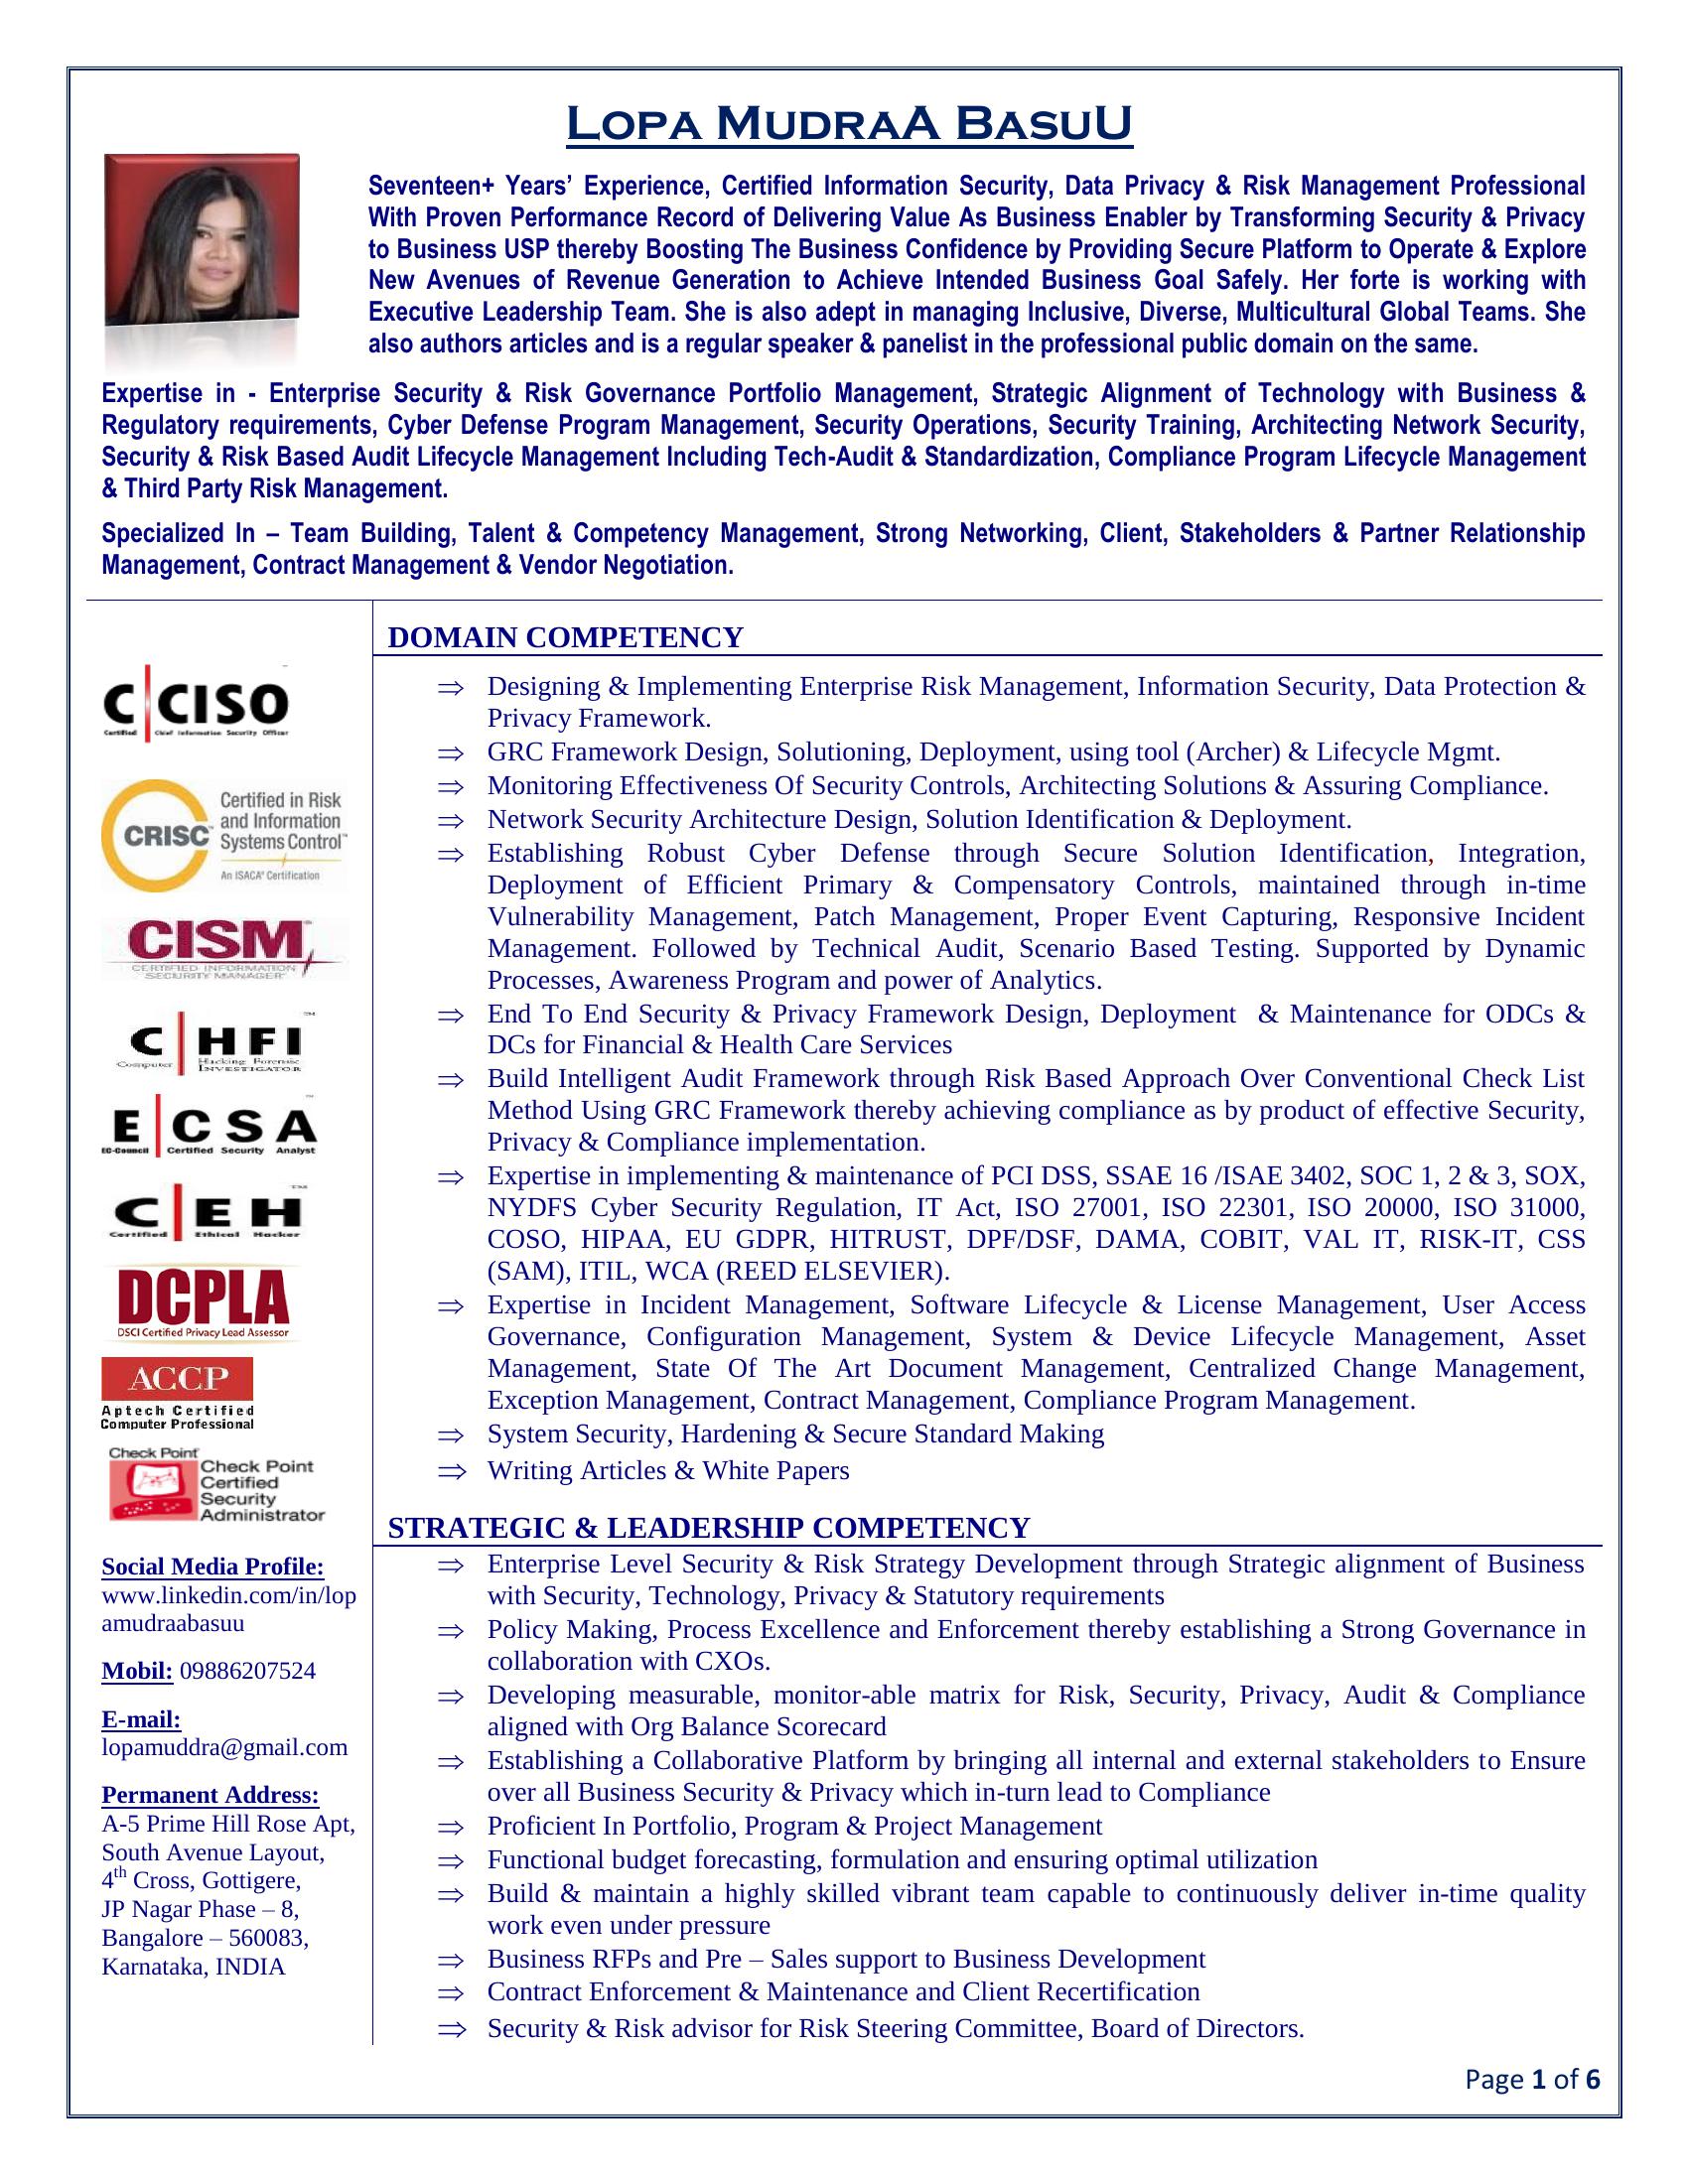 LOPA MUDRAA BASUU
Seventeen+ Years’ Experience, Certified Information Security, Data Privacy & Risk Management Professional
With Proven Performance Record of Delivering Value As Business Enabler by Transforming Security & Privacy
to Business USP thereby Boosting The Business Confidence by Providing Secure Platform to Operate & Explore
New Avenues of Revenue Generation to Achieve Intended Business Goal Safely. Her forte is working with
Executive Leadership Team. She is also adept in managing Inclusive, Diverse, Multicultural Global Teams. She
also authors articles and is a regular speaker & panelist in the professional public domain on the same.
Expertise in - Enterprise Security & Risk Governance Portfolio Management, Strategic Alignment of Technology with Business &
Regulatory requirements, Cyber Defense Program Management, Security Operations, Security Training, Architecting Network Security,
Security & Risk Based Audit Lifecycle Management Including Tech-Audit & Standardization, Compliance Program Lifecycle Management
& Third Party Risk Management.
Specialized In – Team Building, Talent & Competency Management, Strong Networking, Client, Stakeholders & Partner Relationship
Management, Contract Management & Vendor Negotiation.
C|CISO
Certified Chief Information Security Officer
CRISC™
Certified in Risk
and Information
Systems Control™
An ISACA® Certification
CISM
CERTIFIED INFORMATION
SECURITY MANAGER
C|HFI
Computer Hacking Forensic
INVESTIGATOR
E|CSA
EC-Council Certified Security Analyst
C|EH
Certified Ethical Hacker
DCPLA
DSCI Certified Privacy Lead Assessor
ACCP
Aptech Certified
Computer Professional
Check Point
Check Point
Certified
Security
Administrator
Social Media Profile:
www.linkedin.com/in/lop
amudraabasuu
Mobil: 09886207524
E-mail:
lopamuddra@gmail.com
Permanent Address:
A-5 Prime Hill Rose Apt,
South Avenue Layout,
4th Cross, Gottigere,
JP Nagar Phase – 8,
Bangalore – 560083,
Karnataka, INDIA
DOMAIN COMPETENCY
⇒ Designing & Implementing Enterprise Risk Management, Information Security, Data Protection &
Privacy Framework.
⇒ GRC Framework Design, Solutioning, Deployment, using tool (Archer) & Lifecycle Mgmt.
⇒ Monitoring Effectiveness Of Security Controls, Architecting Solutions & Assuring Compliance.
⇒ Network Security Architecture Design, Solution Identification & Deployment.
⇒ Establishing Robust Cyber Defense through Secure Solution Identification, Integration,
Deployment of Efficient Primary & Compensatory Controls, maintained through in-time
Vulnerability Management, Patch Management, Proper Event Capturing, Responsive Incident
Management. Followed by Technical Audit, Scenario Based Testing. Supported by Dynamic
Processes, Awareness Program and power of Analytics.
⇒ End To End Security & Privacy Framework Design, Deployment & Maintenance for ODCs &
DCs for Financial & Health Care Services
⇒ Build Intelligent Audit Framework through Risk Based Approach Over Conventional Check List
Method Using GRC Framework thereby achieving compliance as by product of effective Security,
Privacy & Compliance implementation.
⇒ Expertise in implementing & maintenance of PCI DSS, SSAE 16 /ISAE 3402, SOC 1, 2 & 3, SOX,
NYDFS Cyber Security Regulation, IT Act, ISO 27001, ISO 22301, ISO 20000, ISO 31000,
COSO, HIPAA, EU GDPR, HITRUST, DPF/DSF, DAMA, COBIT, VAL IT, RISK-IT, CSS
(SAM), ITIL, WCA (REED ELSEVIER).
⇒ Expertise in Incident Management, Software Lifecycle & License Management, User Access
Governance, Configuration Management, System & Device Lifecycle Management, Asset
Management, State Of The Art Document Management, Centralized Change Management,
Exception Management, Contract Management, Compliance Program Management.
⇒ System Security, Hardening & Secure Standard Making
⇒ Writing Articles & White Papers
STRATEGIC & LEADERSHIP COMPETENCY
⇒ Enterprise Level Security & Risk Strategy Development through Strategic alignment of Business
with Security, Technology, Privacy & Statutory requirements
⇒ Policy Making, Process Excellence and Enforcement thereby establishing a Strong Governance in
collaboration with CXOs.
⇒ Developing measurable, monitor-able matrix for Risk, Security, Privacy, Audit & Compliance
aligned with Org Balance Scorecard
⇒ Establishing a Collaborative Platform by bringing all internal and external stakeholders to Ensure
over all Business Security & Privacy which in-turn lead to Compliance
⇒ Proficient In Portfolio, Program & Project Management
⇒ Functional budget forecasting, formulation and ensuring optimal utilization
⇒ Build & maintain a highly skilled vibrant team capable to continuously deliver in-time quality
work even under pressure
⇒ Business RFPs and Pre – Sales support to Business Development
⇒ Contract Enforcement & Maintenance and Client Recertification
⇒ Security & Risk advisor for Risk Steering Committee, Board of Directors.
Page 1 of 6